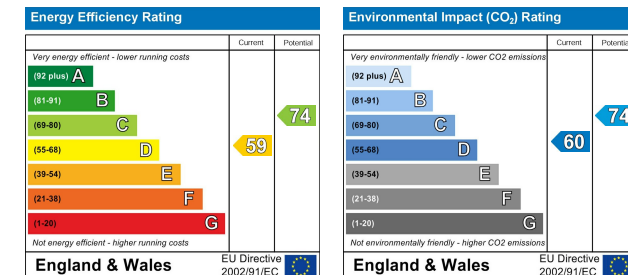 Energy Efficiency Rating
Current Potential
Very energy efficient - lower running costs
(92 plus) A
(81-91) B
(69-80) C
(55-68) D
(39-54) E
(21-38) F
(1-20) G
59
74
Not energy efficient - higher running costs
England & Wales
EU Directive
2002/91/EC
Environmental Impact (CO₂) Rating
Current Potential
Very environmentally friendly - lower CO2 emissions
(92 plus) A
(81-91) B
(69-80) C
(55-68) D
(39-54) E
(21-38) F
(1-20) G
60
74
Not environmentally friendly - higher CO2 emissions
England & Wales
EU Directive
2002/91/EC